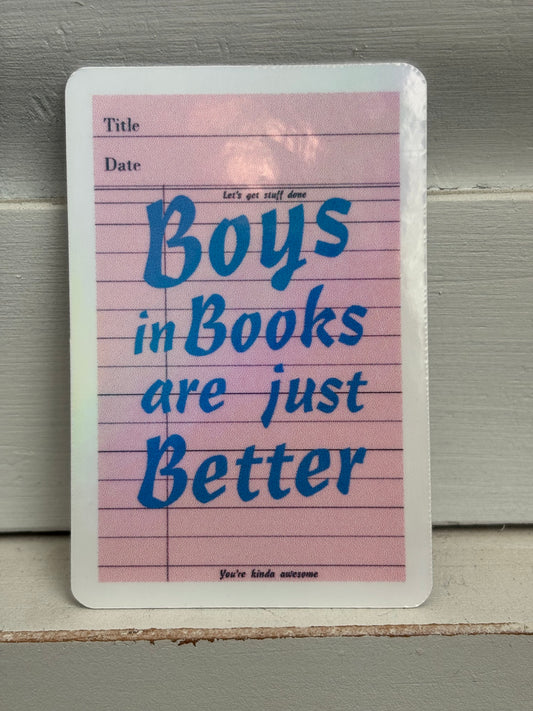 Title
Date
Let's get stuff done
Boys
in Books
are just
Better
You're kinda awesome